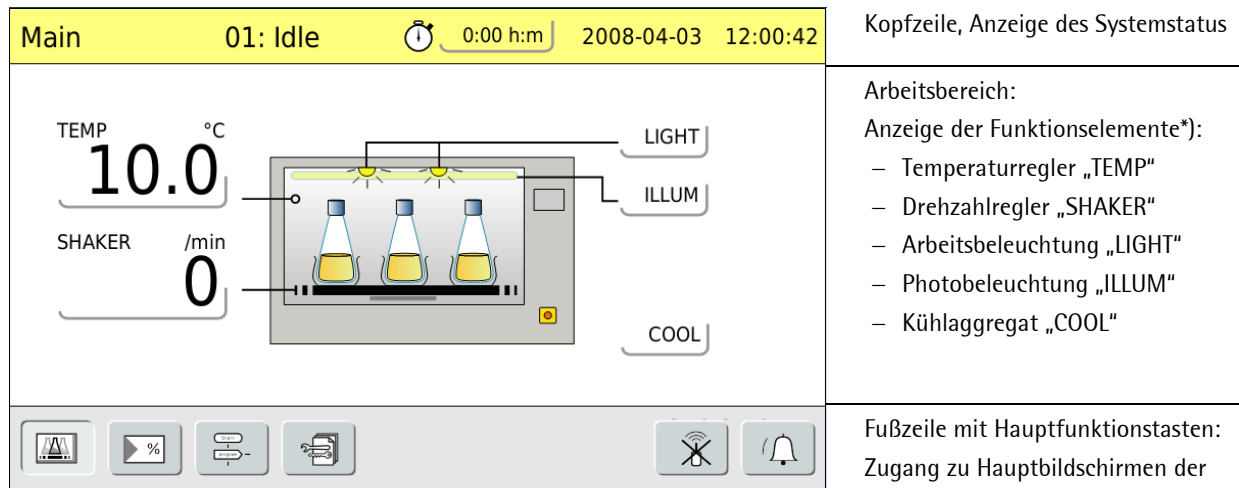 Main 01: Idle 0:00 h:m 2008-04-03 12:00:42
TEMP °C
10.0
SHAKER /min
0
LIGHT
ILLUM
COOL
%
Start
program
Kopfzeile, Anzeige des Systemstatus
Arbeitsbereich:
Anzeige der Funktionselemente*):
– Temperaturregler „TEMP"
– Drehzahlregler „SHAKER"
– Arbeitsbeleuchtung „LIGHT"
– Photobeleuchtung „ILLUM"
– Kühlaggregat „COOL"
Fußzeile mit Hauptfunktionstasten:
Zugang zu Hauptbildschirmen der